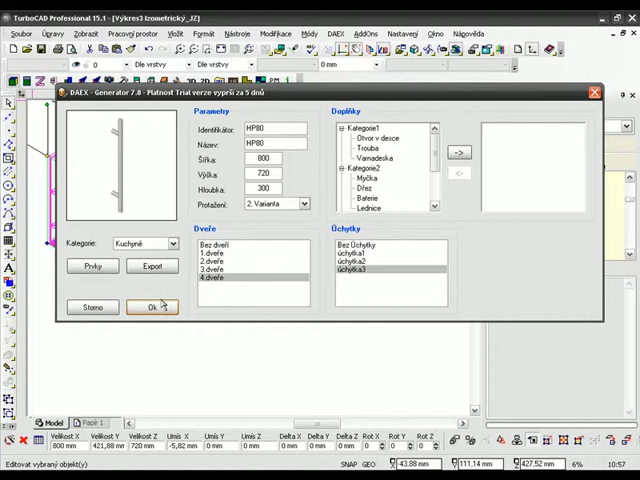 TurboCAD Professional 15.1 - [Výkres3 Izometrický_JZ]
Soubor Úpravy Zobrazit Pracovní prostor Vložit Formát Nástroje Modifikace Módy DAEX AddOns Nastavení Okno Nápověda
0 Dle vrstvy Dle vrstvy 0 mm
DAEX - Generator 7.0 - Platnost Trial verze vyprší za 5 dnů
Parametry
Doplňky
Identifikátor: HP80
Název: HP80
Šířka: 800
Výška: 720
Hloubka: 300
Protažení: 2. Varianta
Kategorie1
Otvor v desce
Trouba
Varnadeska
Kategorie2
Myčka
Dřez
Baterie
Lednice
->
<-
Kategorie: Kuchyně
Prvky
Export
Storno
Ok
Dveře
Bez dveří
1.dveře
2.dveře
3.dveře
4.dveře
Úchytky
Bez Úchytky
úchytka1
úchytka2
úchytka3
Model
Papír 1
Velikost X Velikost Y Velikost Z Umís X Umís Y Umís Z Delta X Delta Y Delta Z Rot X Rot Y Rot Z
800 mm 421,88 mm 720 mm -5,82 mm 0 mm 0 mm 0 mm 0 mm 0 mm 0 0 0
Editovat vybraný objekt(y)
SNAP GEO
-43,88 mm
111,14 mm
427,52 mm
6%
10:57